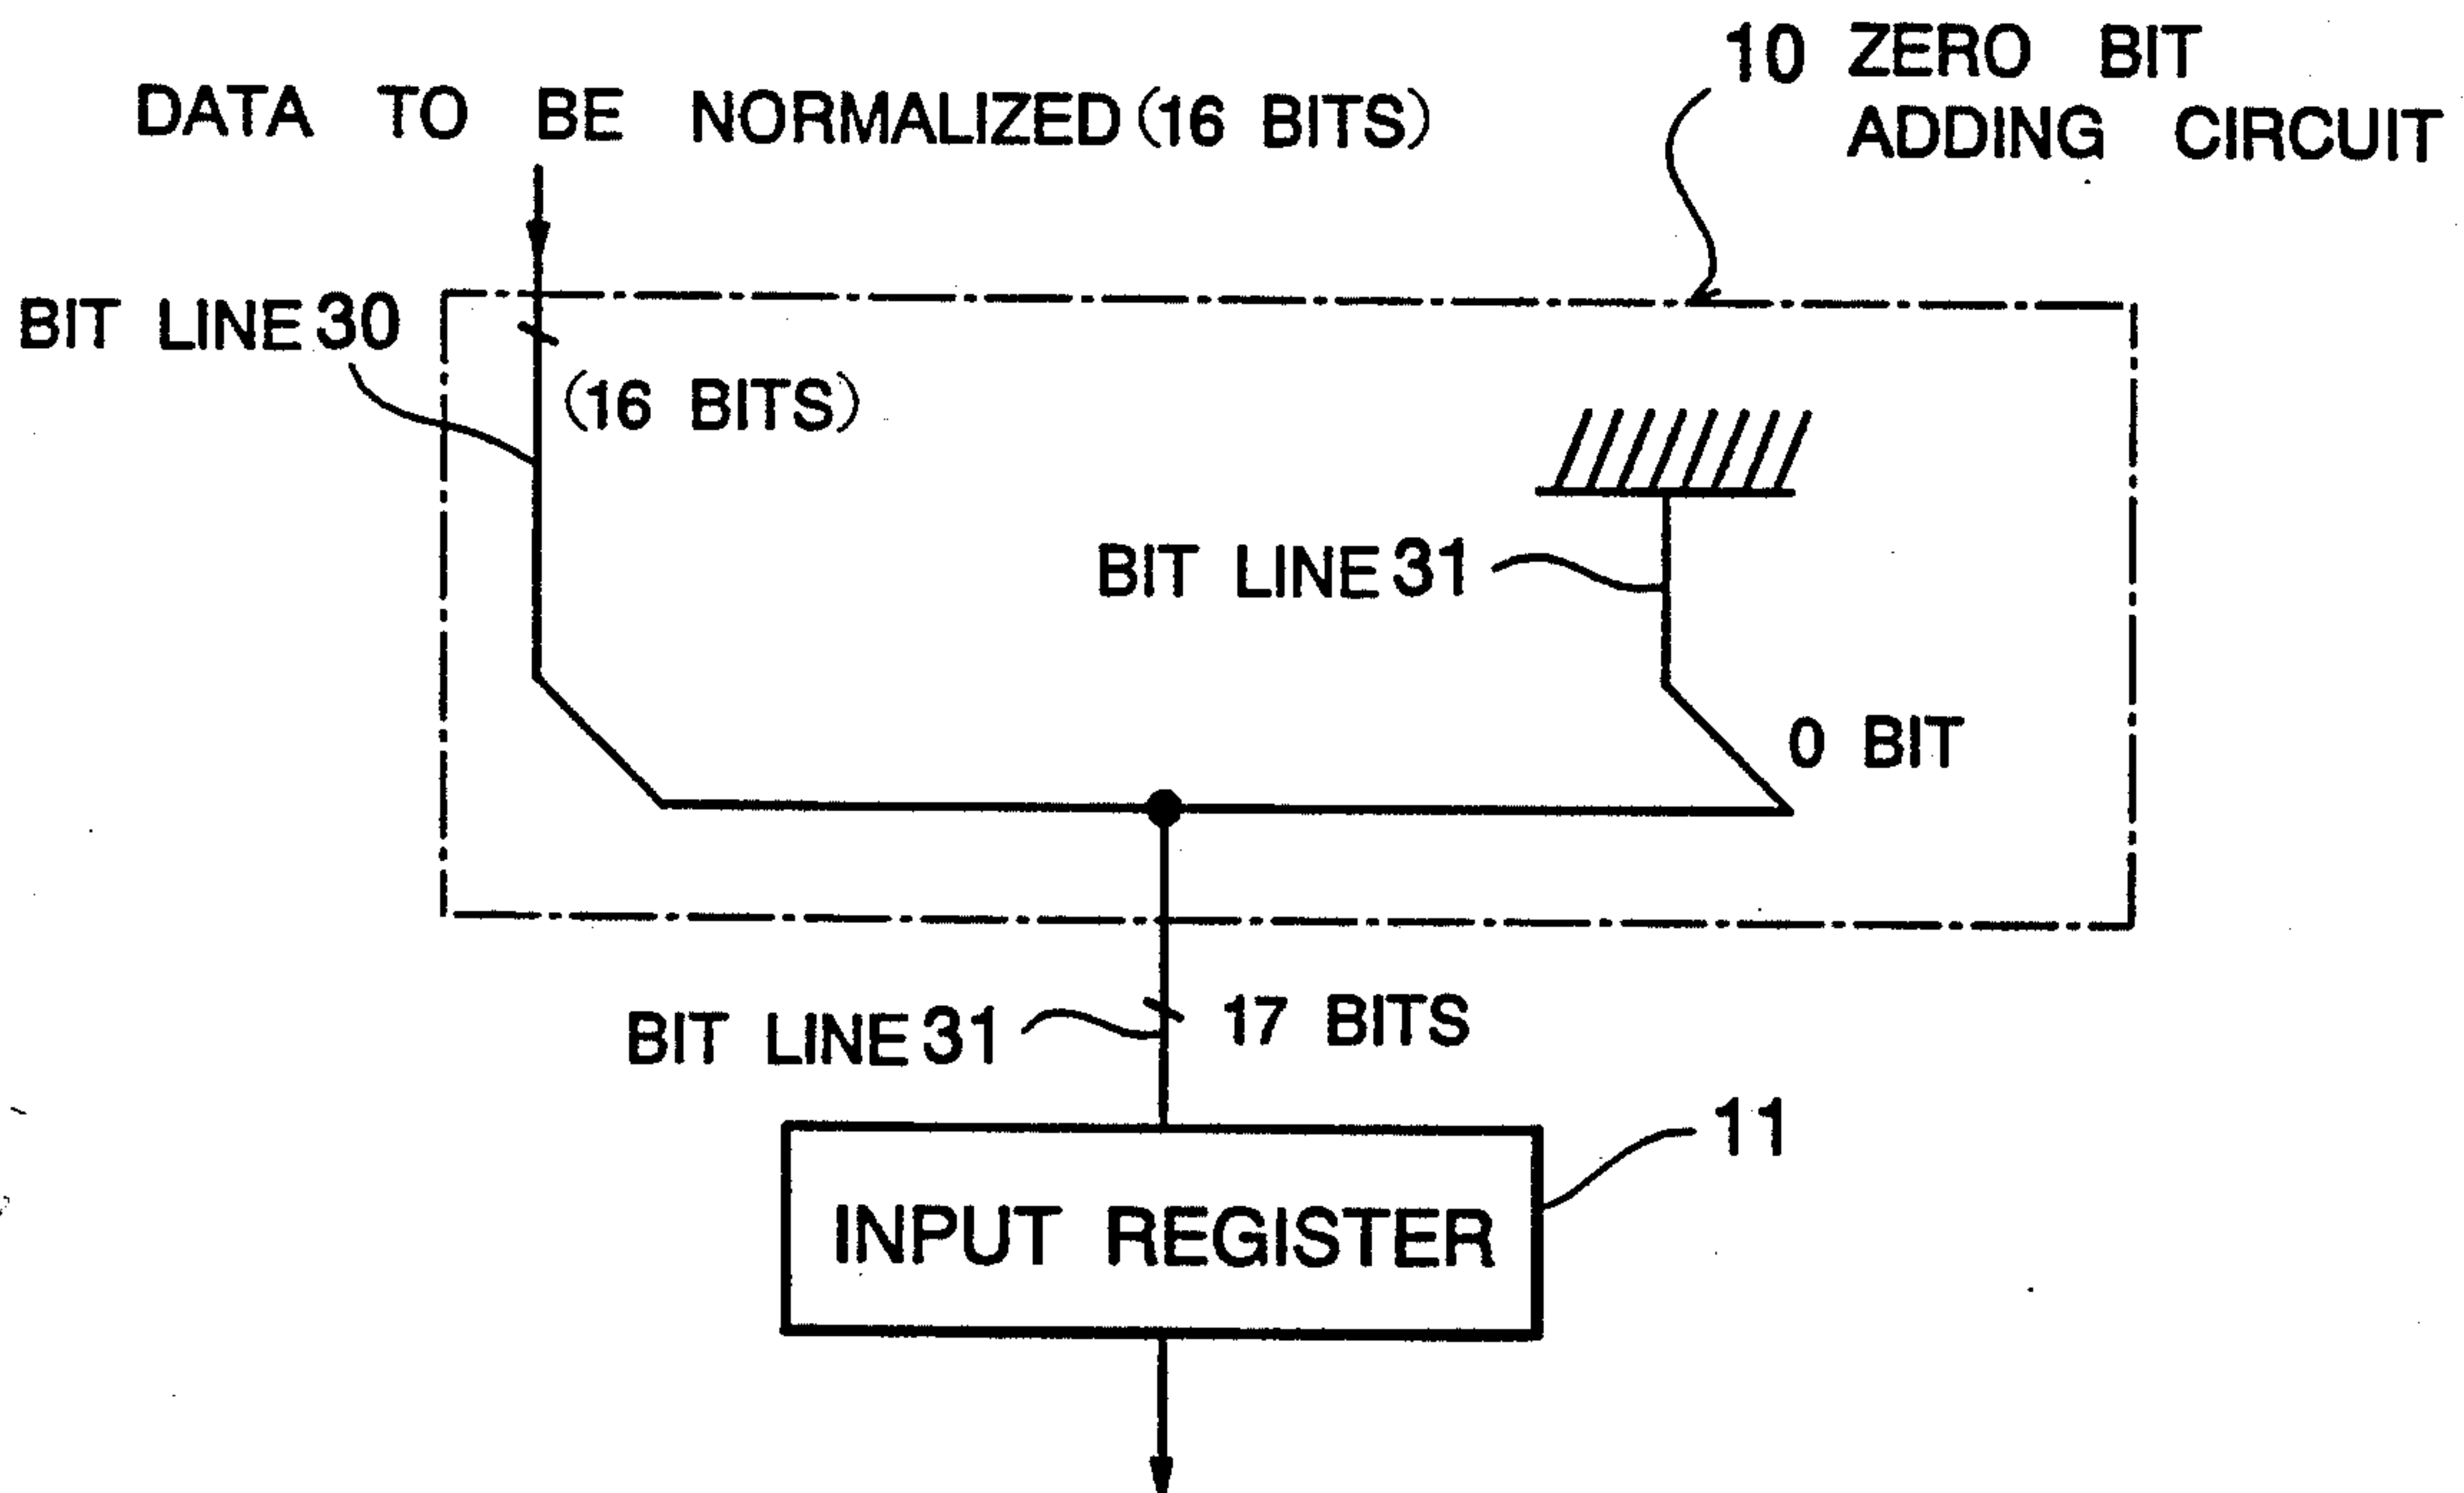 10 ZERO BIT
ADDING CIRCUIT
DATA TO BE NORMALIZED (16 BITS)
BIT LINE 30
(16 BITS)
BIT LINE 31
0 BIT
BIT LINE 31
17 BITS
11
INPUT REGISTER